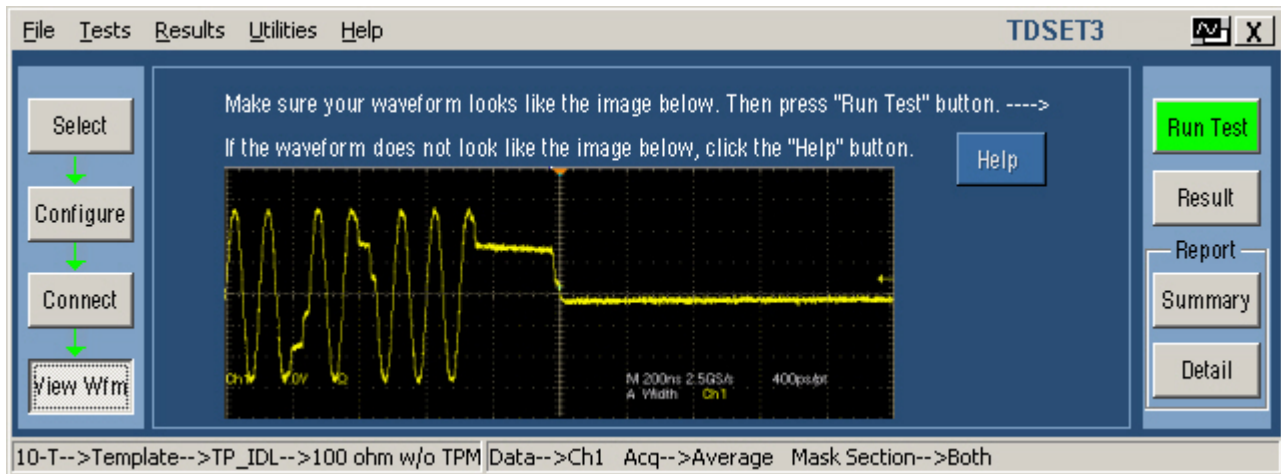 File Tests Results Utilities Help TDSET3 X
Select
Configure
Connect
View Wfm
Make sure your waveform looks like the image below. Then press "Run Test" button. ---->
If the waveform does not look like the image below, click the "Help" button.
Help
Ch1 1.0V Ω
M 200ns 2.5GS/s 400ps/pt
A Width Ch1
Run Test
Result
Report
Summary
Detail
10-T-->Template-->TP_IDL-->100 ohm w/o TPM Data-->Ch1 Acq-->Average Mask Section-->Both